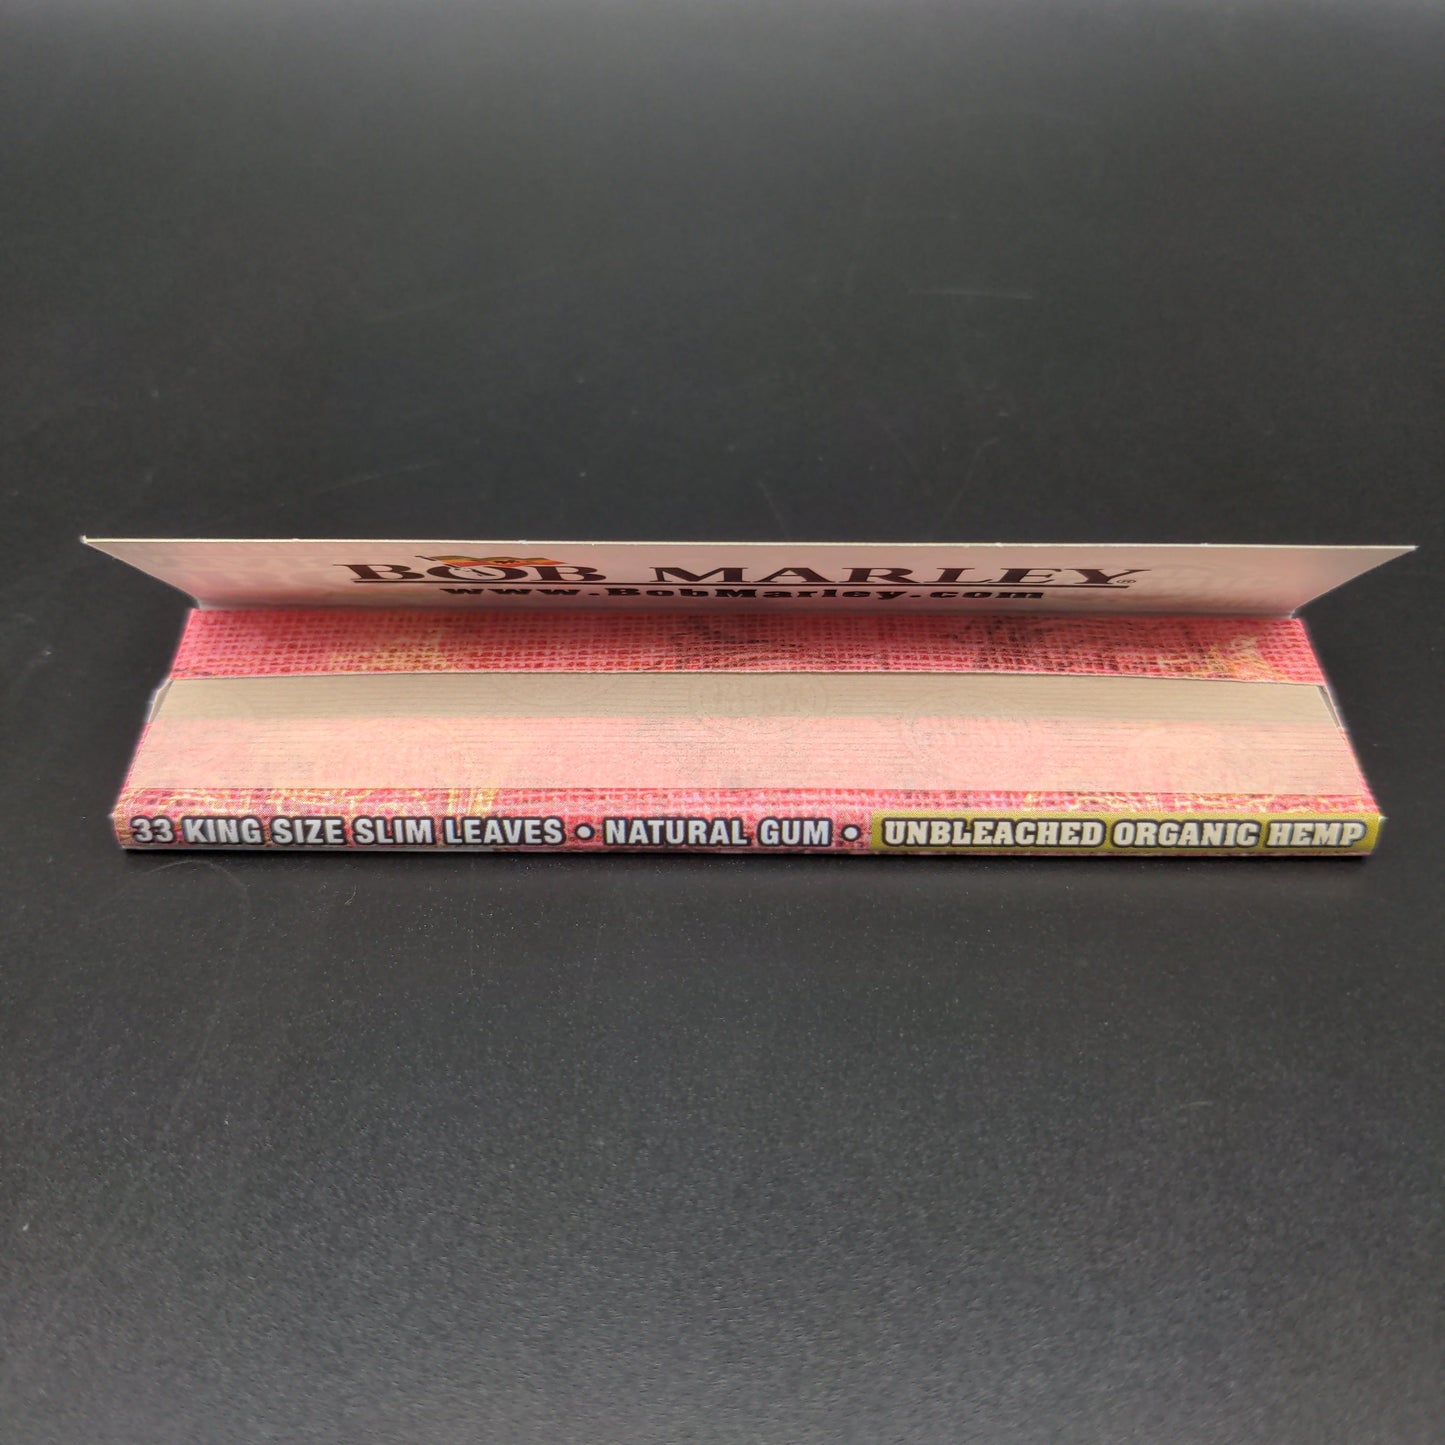 BOB MARLEY®
www.BobMarley.com
33 KING SIZE SLIM LEAVES • NATURAL GUM • UNBLEACHED ORGANIC HEMP